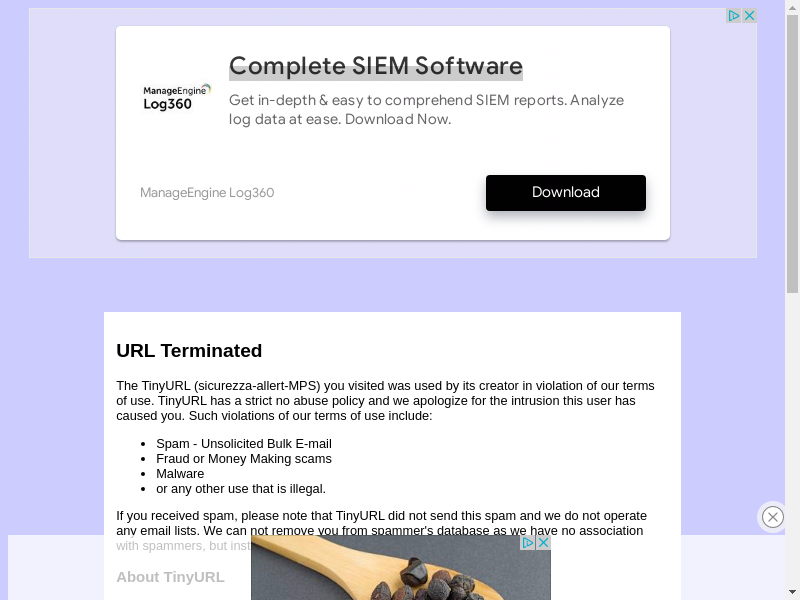 Complete SIEM Software
ManageEngine
Log360
Get in-depth & easy to comprehend SIEM reports. Analyze
log data at ease. Download Now.
ManageEngine Log360
Download
URL Terminated
The TinyURL (sicurezza-allert-MPS) you visited was used by its creator in violation of our terms
of use. TinyURL has a strict no abuse policy and we apologize for the intrusion this user has
caused you. Such violations of our terms of use include:
• Spam - Unsolicited Bulk E-mail
• Fraud or Money Making scams
• Malware
• or any other use that is illegal.
If you received spam, please note that TinyURL did not send this spam and we do not operate
any email lists. We can not remove you from spammer's database as we have no association
with spammers, but inst
About TinyURL